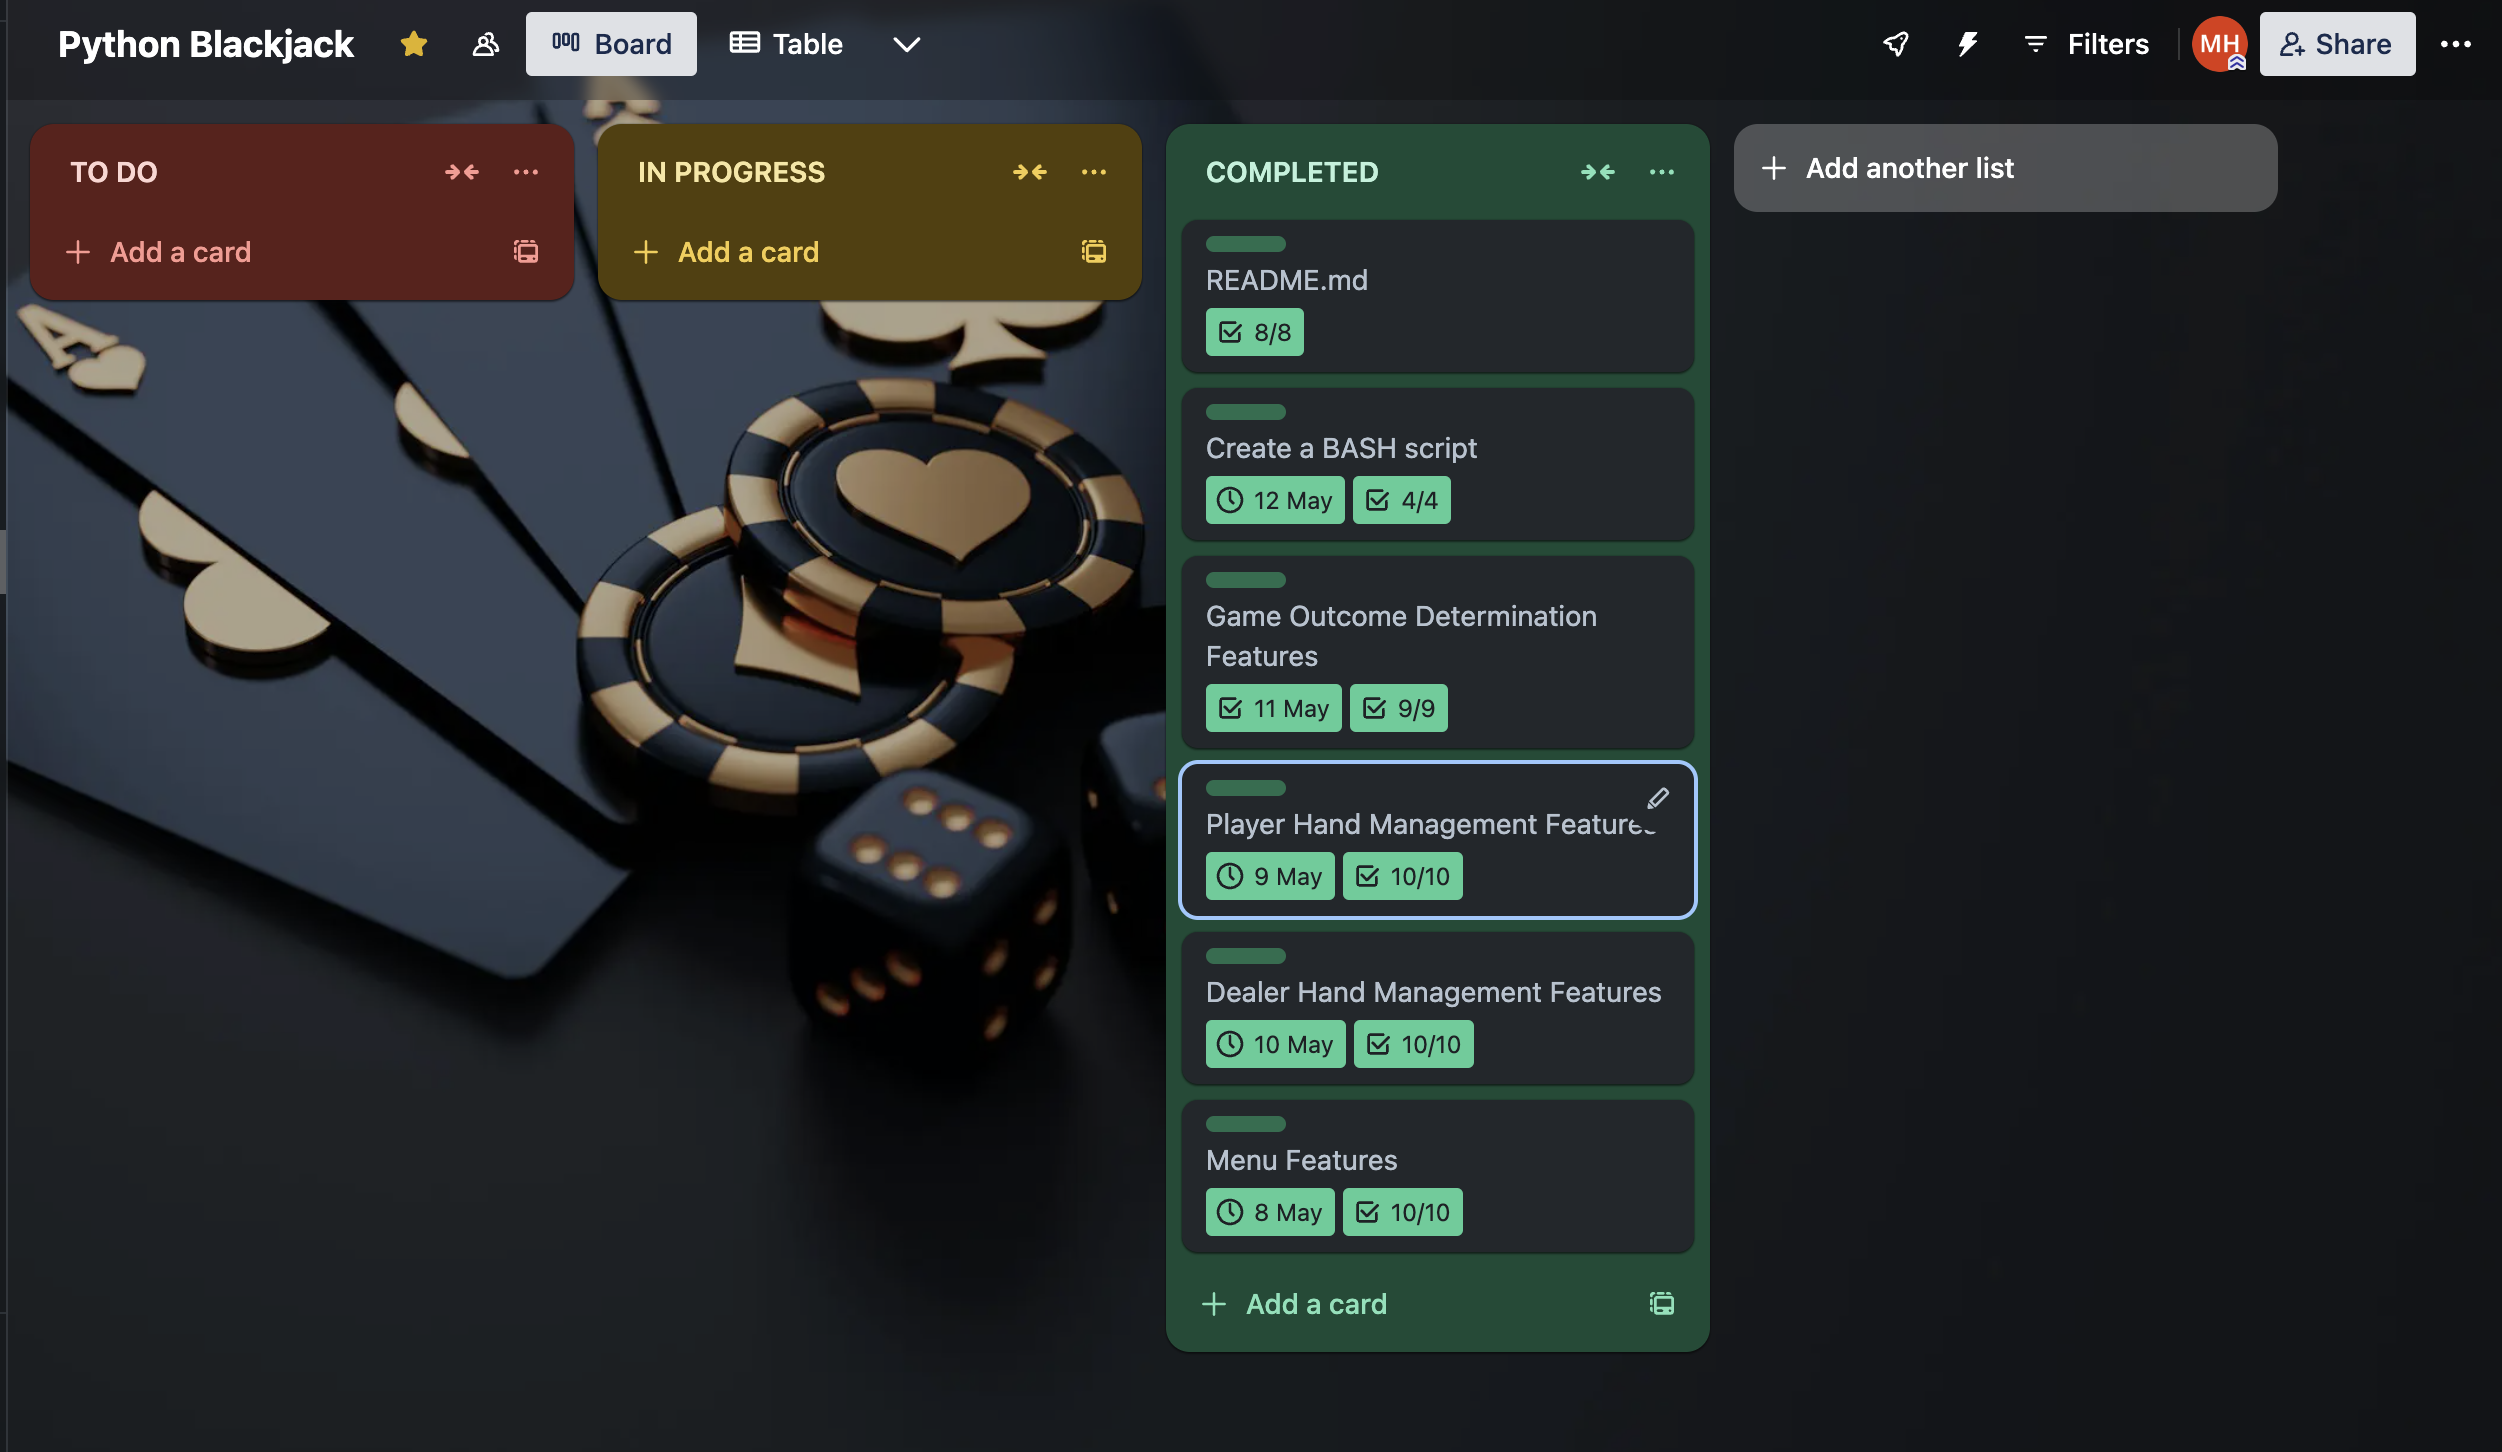 Python Blackjack
Board
Table
Filters
MH
Share
TO DO
Add a card
IN PROGRESS
Add a card
COMPLETED
README.md
8/8
Create a BASH script
12 May
4/4
Game Outcome Determination
Features
11 May
9/9
Player Hand Management Features
9 May
10/10
Dealer Hand Management Features
10 May
10/10
Menu Features
8 May
10/10
Add a card
Add another list
A